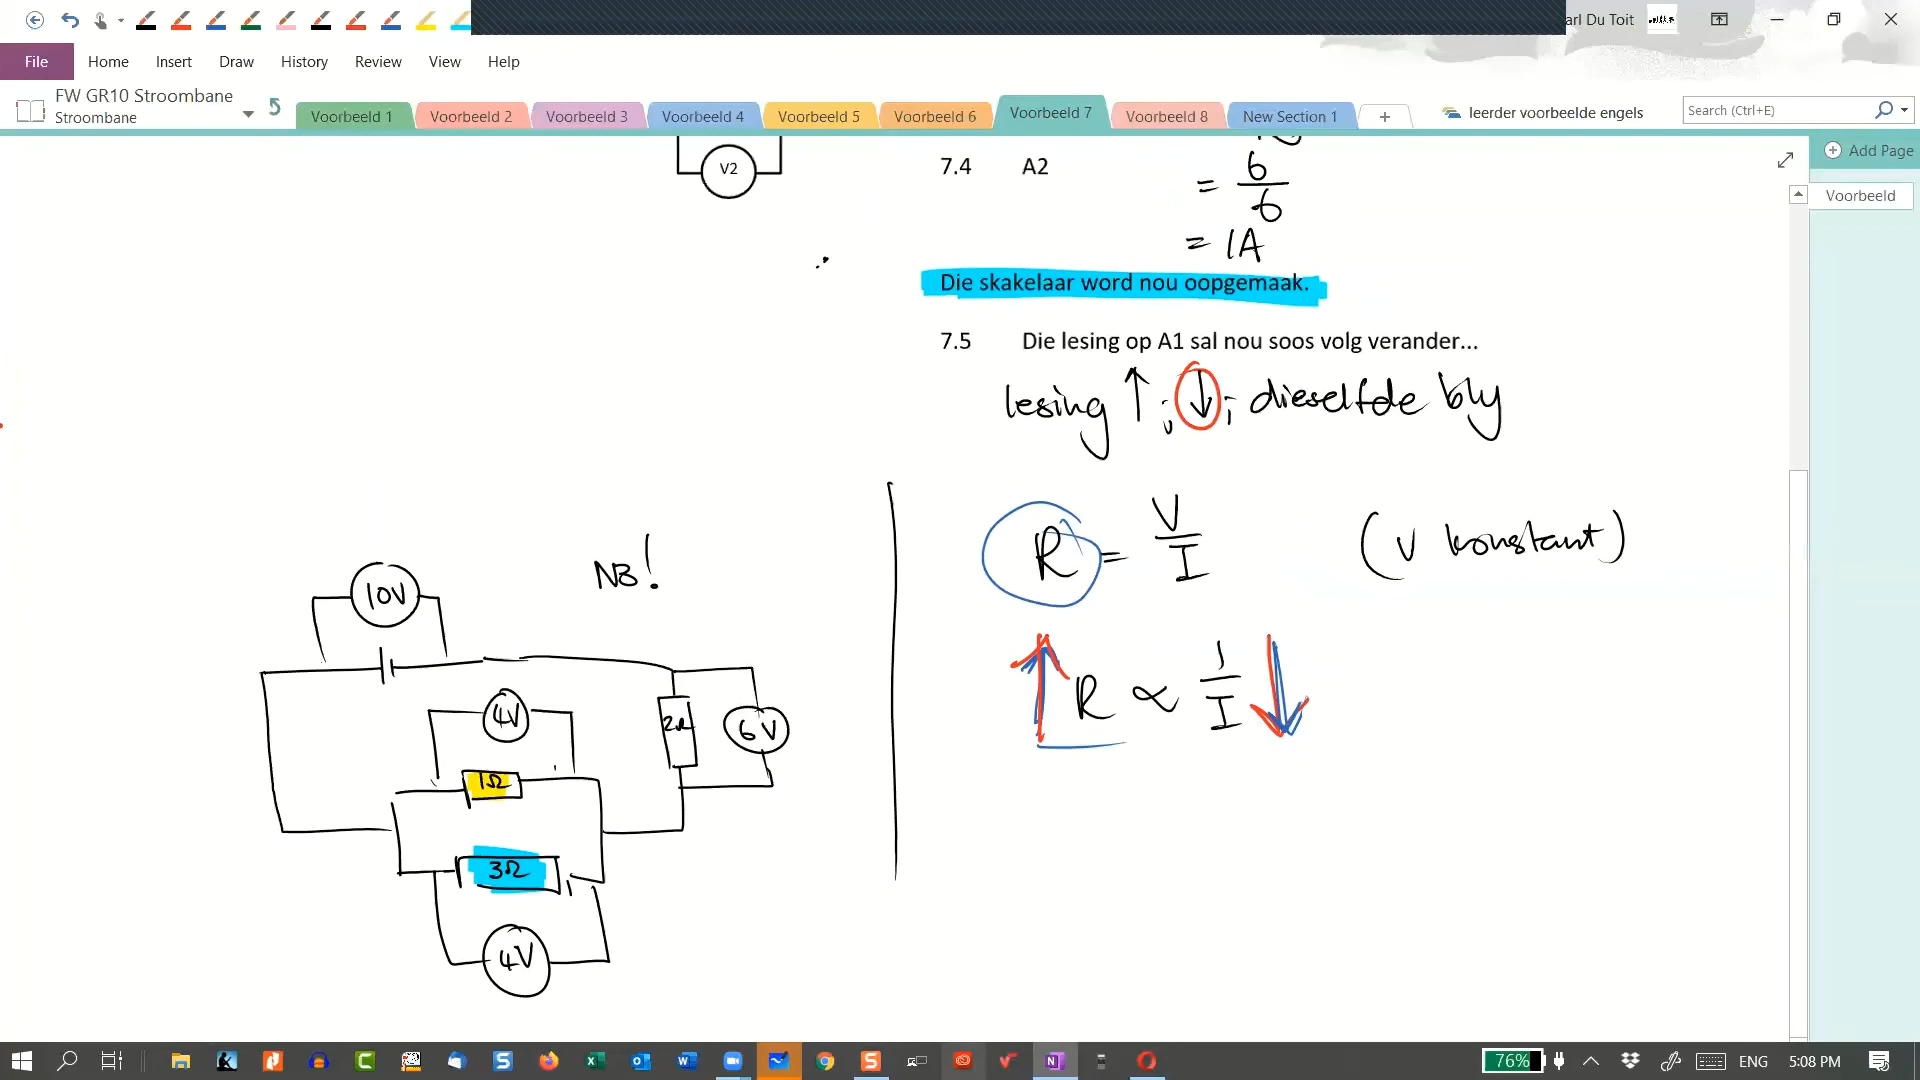 arl Du Toit
File Home Insert Draw History Review View Help
FW GR10 Stroombane
Stroombane
Voorbeeld 1 Voorbeeld 2 Voorbeeld 3 Voorbeeld 4 Voorbeeld 5 Voorbeeld 6 Voorbeeld 7 Voorbeeld 8 New Section 1 +
leerder voorbeelde engels
Search (Ctrl+E)
Add Page
Voorbeeld
V2
7.4 A2
= 6/6
= 1A
Die skakelaar word nou oopgemaak.
7.5 Die lesing op A1 sal nou soos volg verander...
lesing ↑ ; ↓ ; dieselfde bly
R = V/I (V konstant)
↑ R ∝ 1/I ↓
NB!
10V
4V
2Ω
6V
1Ω
3Ω
4V
76%
ENG
5:08 PM